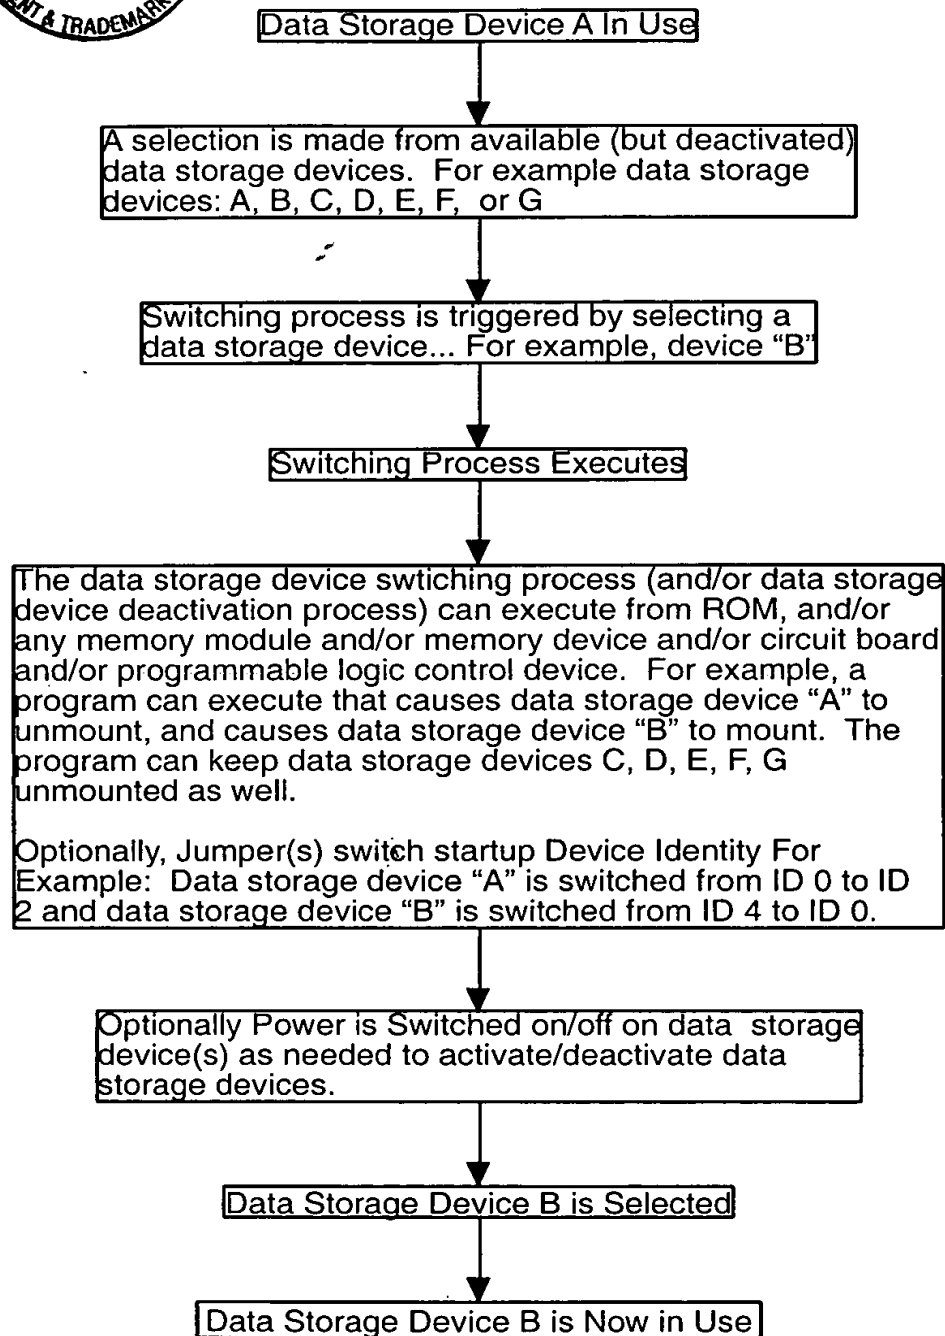 ENT & TRADEMARK
Data Storage Device A In Use
A selection is made from available (but deactivated)
data storage devices. For example data storage
devices: A, B, C, D, E, F, or G
Switching process is triggered by selecting a
data storage device... For example, device “B”
Switching Process Executes
The data storage device swtiching process (and/or data storage
device deactivation process) can execute from ROM, and/or
any memory module and/or memory device and/or circuit board
and/or programmable logic control device. For example, a
program can execute that causes data storage device “A” to
unmount, and causes data storage device “B” to mount. The
program can keep data storage devices C, D, E, F, G
unmounted as well.
Optionally, Jumper(s) switch startup Device Identity For
Example: Data storage device “A” is switched from ID 0 to ID
2 and data storage device “B” is switched from ID 4 to ID 0.
Optionally Power is Switched on/off on data storage
device(s) as needed to activate/deactivate data
storage devices.
Data Storage Device B is Selected
Data Storage Device B is Now in Use